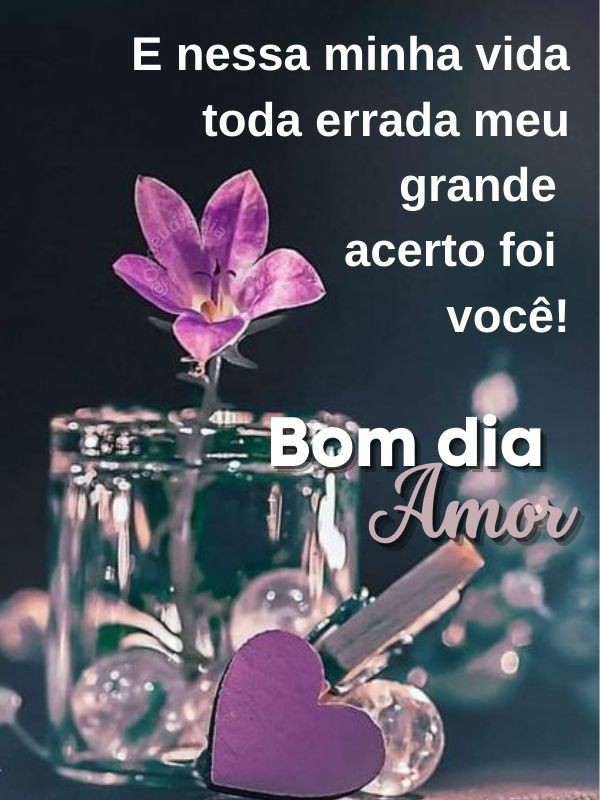 E nessa minha vida
toda errada meu
grande
acerto foi
você!
Bom dia
Amor